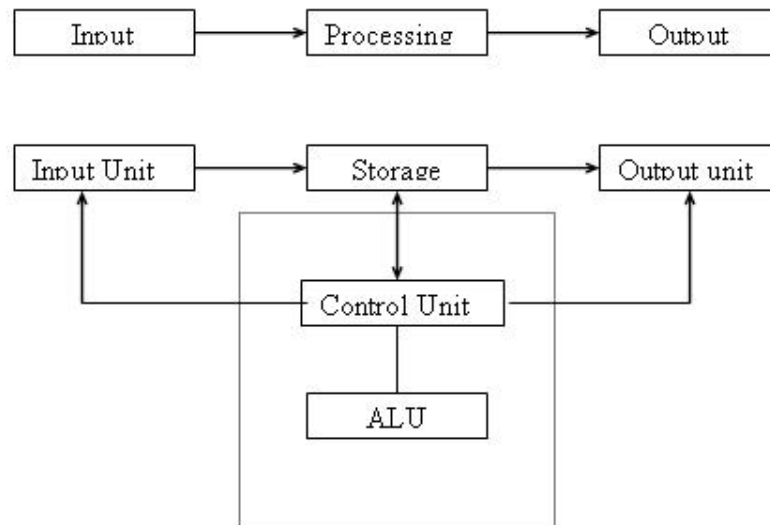 Input
Processing
Output
Input Unit
Storage
Output unit
Control Unit
ALU